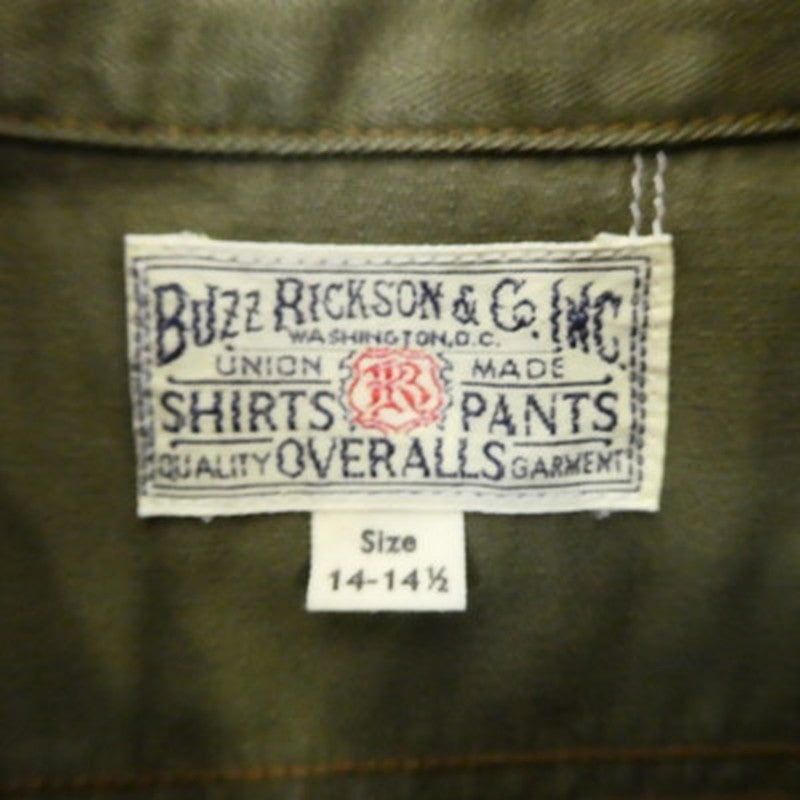 BUZZ RICKSON & CO. INC.
WASHINGTON, D.C.
UNION MADE
SHIRTS R PANTS
QUALITY OVERALLS GARMENT
Size
14-14½